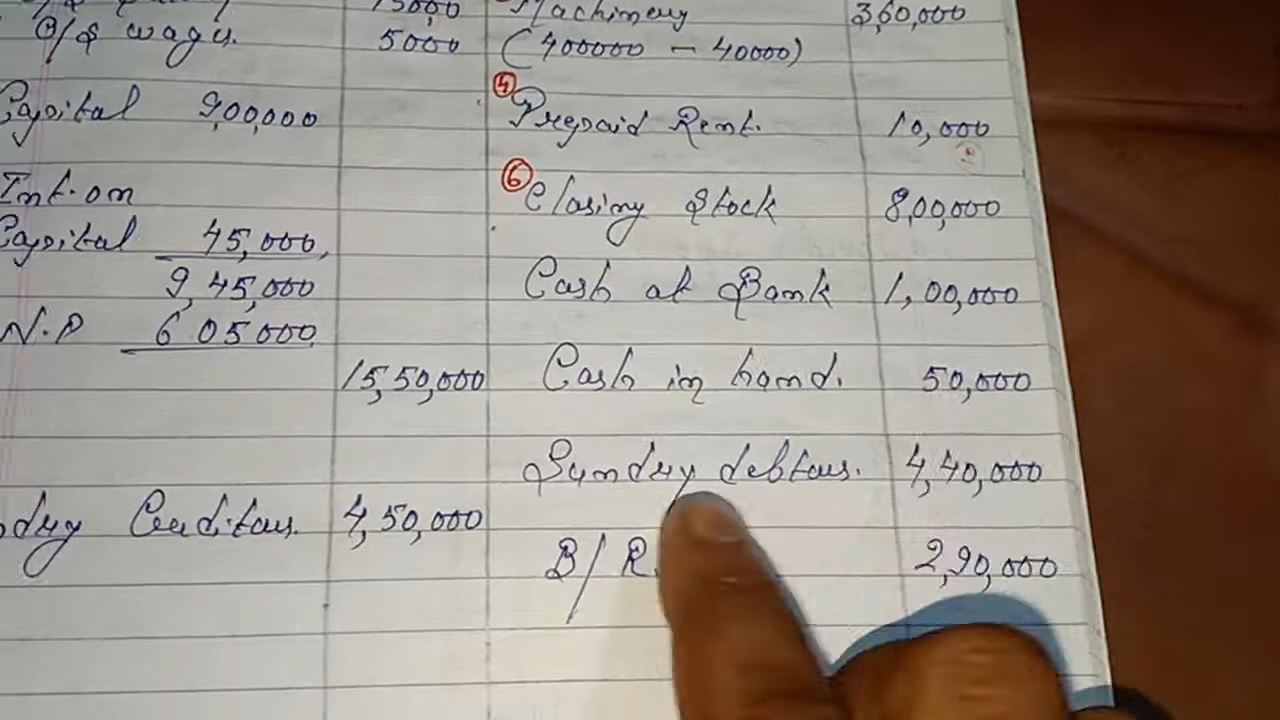 O/S wages. 5000
Capital 9,00,000
Int. on
Capital 45,000
9,45,000
N.P 605000
15,50,000
Creditors. 4,50,000
Machinery 3,60,000
(400000 - 40000)
4
Prepaid Rent. 10,000
6
Closing Stock 8,00,000
Cash at Bank 1,00,000
Cash in hand. 50,000
Sundry debtors. 4,40,000
B/R. 2,90,000